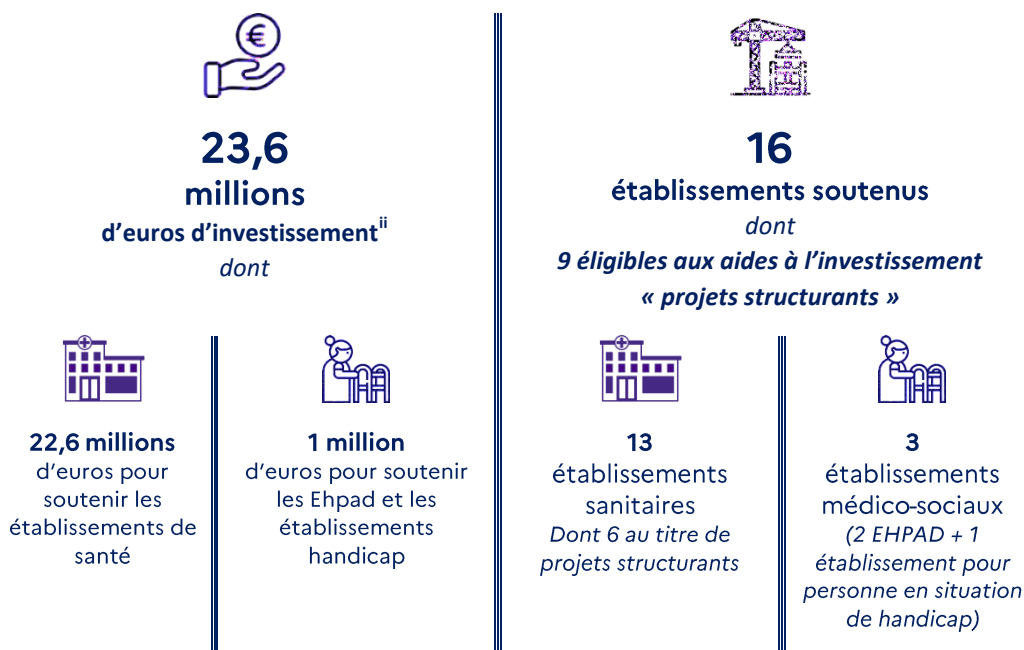 €
23,6
millions
d’euros d’investissementⁱⁱ
dont
22,6 millions
d’euros pour
soutenir les
établissements de
santé
1 million
d’euros pour soutenir
les Ehpad et les
établissements
handicap
16
établissements soutenus
dont
9 éligibles aux aides à l’investissement
« projets structurants »
13
établissements
sanitaires
Dont 6 au titre de
projets structurants
3
établissements
médico-sociaux
(2 EHPAD + 1
établissement pour
personne en situation
de handicap)